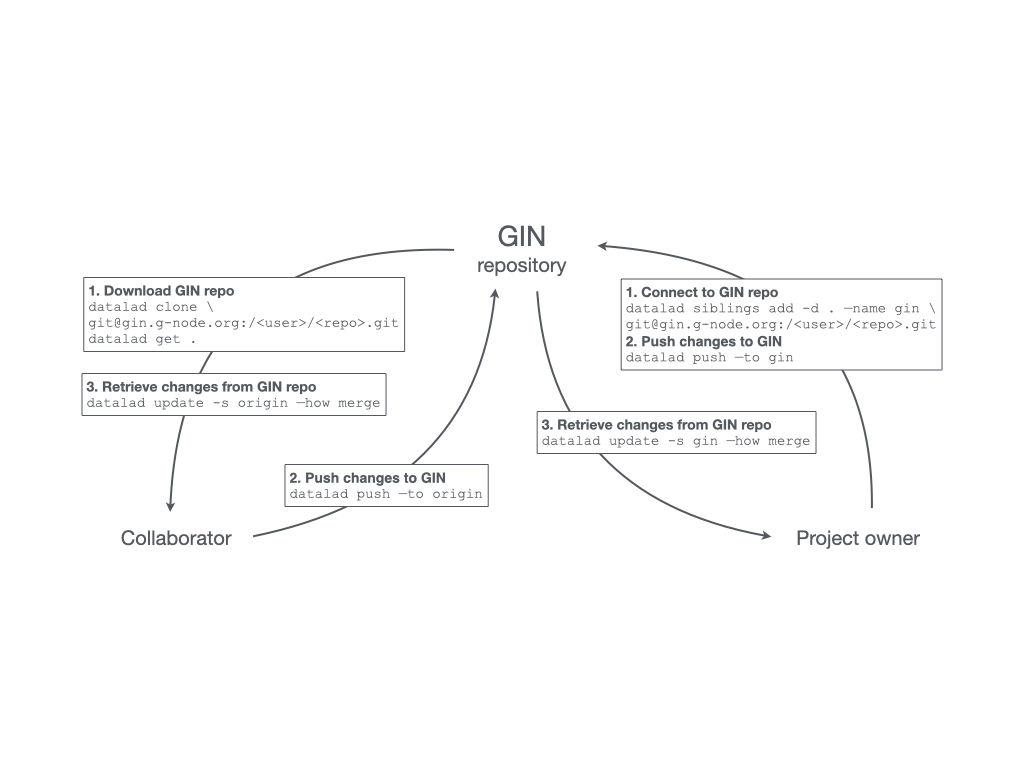 GIN
repository
1. Download GIN repo
datalad clone \
git@gin.g-node.org:/<user>/<repo>.git
datalad get .
3. Retrieve changes from GIN repo
datalad update -s origin —how merge
2. Push changes to GIN
datalad push —to origin
Collaborator
1. Connect to GIN repo
datalad siblings add -d . —name gin \
git@gin.g-node.org:/<user>/<repo>.git
2. Push changes to GIN
datalad push —to gin
3. Retrieve changes from GIN repo
datalad update -s gin —how merge
Project owner